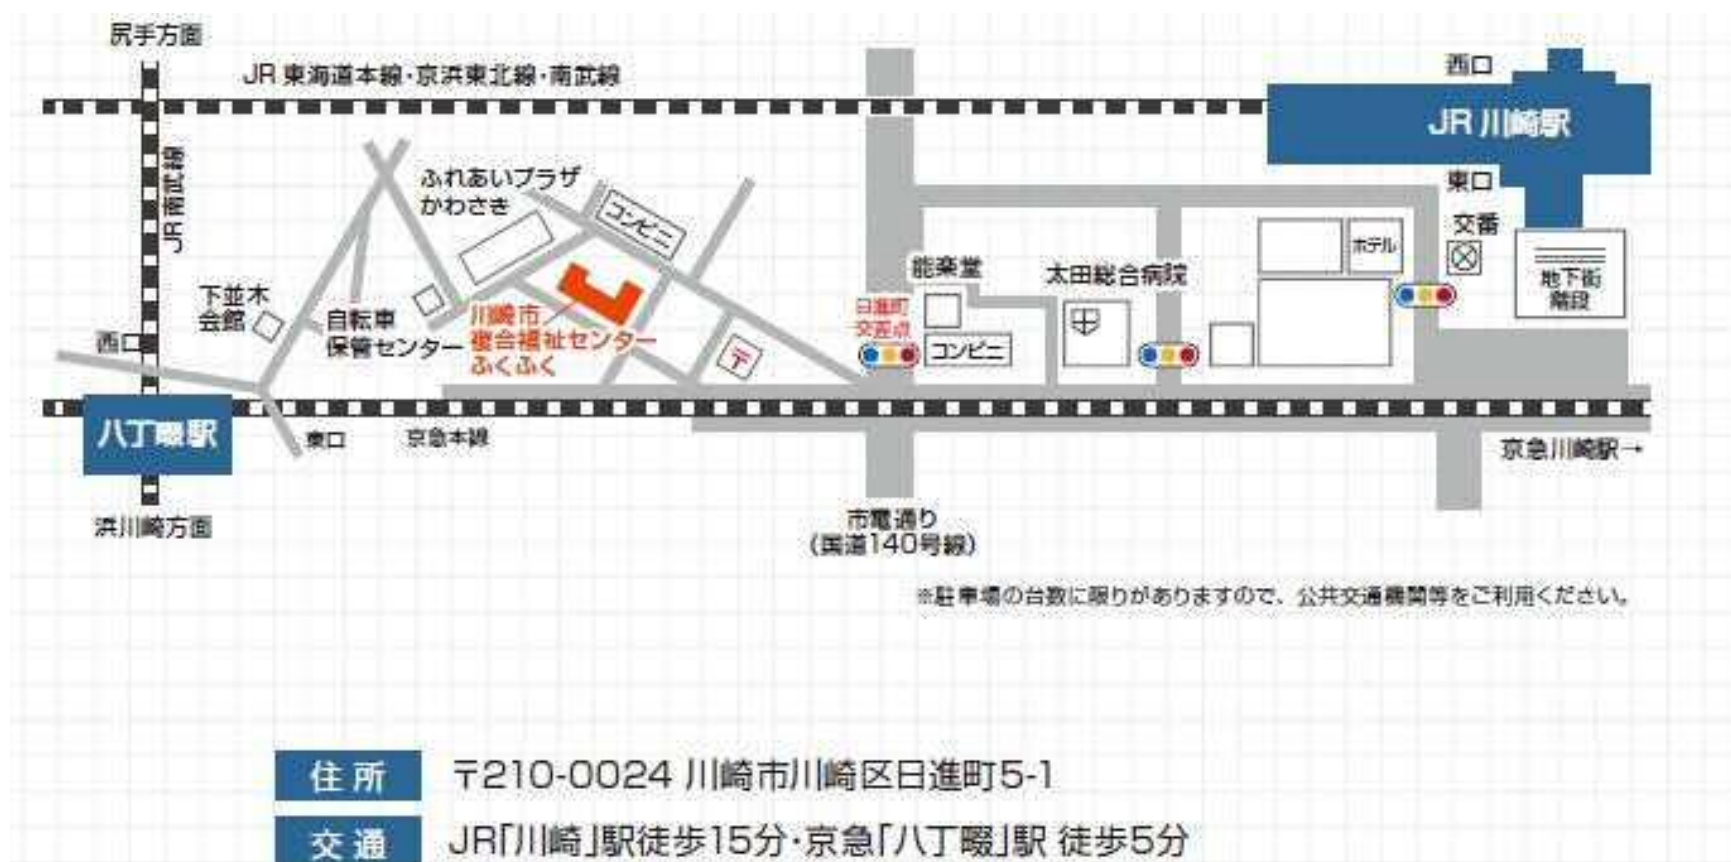 尻手方面
JR 東海道本線・京浜東北線・南武線
西口
JR 川崎駅
JR 南武線
ふれあいプラザ
かわさき
コンビニ
東口
交番
ホテル
地下街
階段
能楽堂
太田総合病院
下並木
会館
自転車
保管センター
川崎市
複合福祉センター
ふくふく
日進町
交差点
コンビニ
〒
西口
八丁畷駅
東口
京急本線
京急川崎駅→
浜川崎方面
市電通り
(国道140号線)
※駐車場の台数に限りがありますので、公共交通機関等をご利用ください。
住所 〒210-0024 川崎市川崎区日進町5-1
交通 JR「川崎」駅徒歩15分・京急「八丁畷」駅 徒歩5分